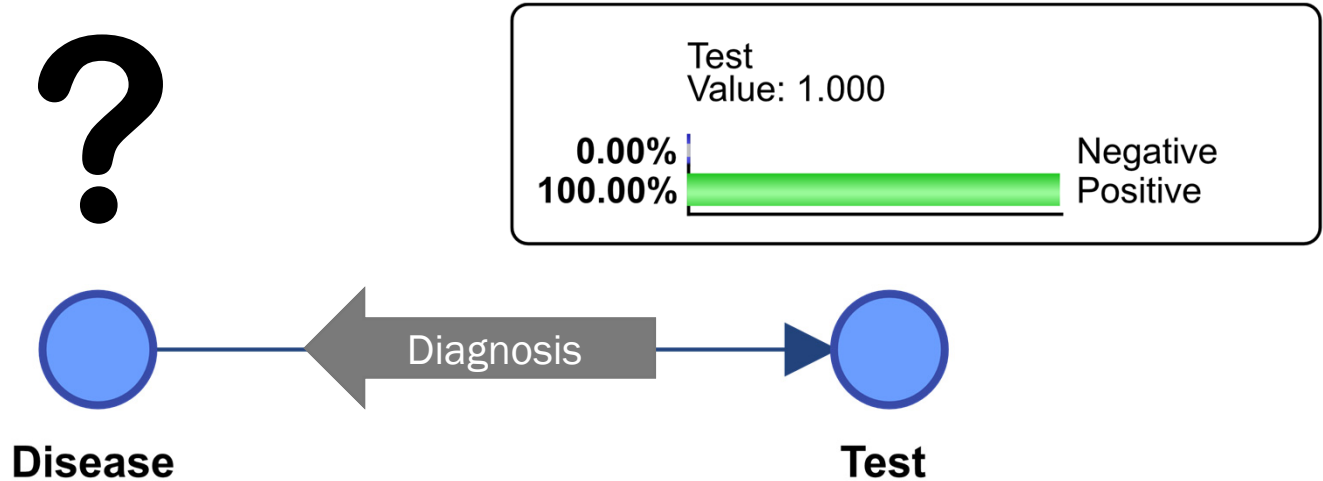 ?
Test
Value: 1.000
0.00% Negative
100.00% Positive
Diagnosis
Disease
Test